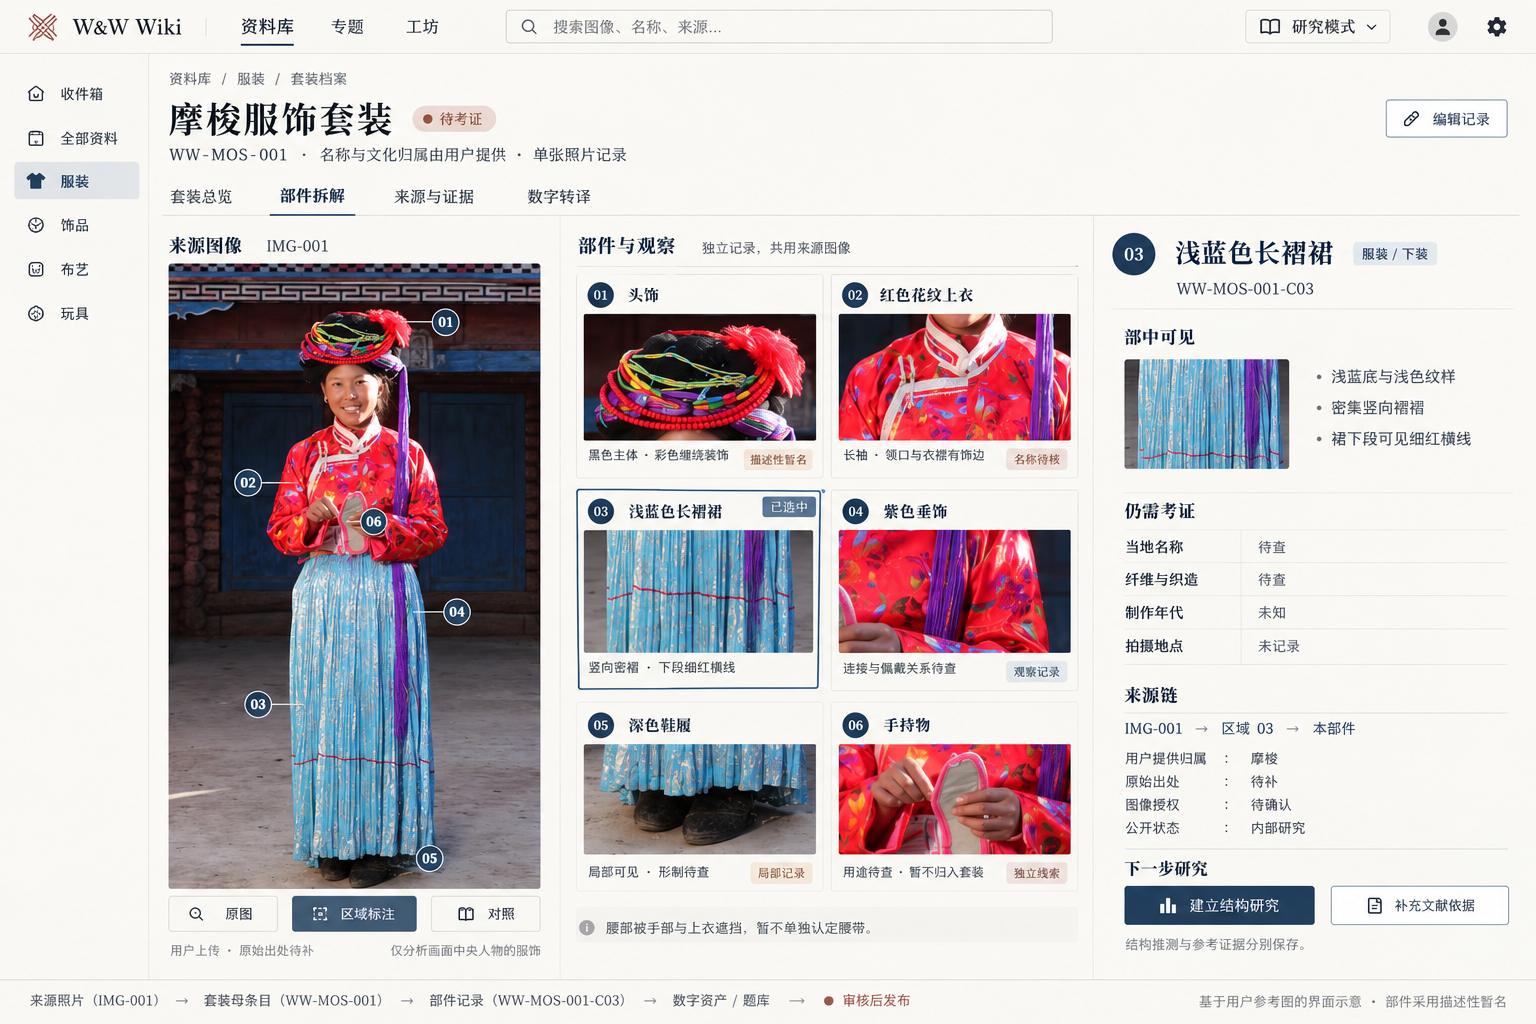 W&W Wiki
资料库
专题
工坊
搜索图像、名称、来源...
研究模式
收件箱
全部资料
服装
饰品
布艺
玩具
资料库 / 服装 / 套装档案
摩梭服饰套装
待考证
WW-MOS-001 · 名称与文化归属由用户提供 · 单张照片记录
编辑记录
套装总览
部件拆解
来源与证据
数字转译
来源图像 IMG-001
01
02
06
04
03
05
原图
区域标注
对照
用户上传 · 原始出处待补
仅分析画面中央人物的服饰
部件与观察 独立记录，共用来源图像
01 头饰
黑色主体 · 彩色缠绕装饰
描述性暂名
02 红色花纹上衣
长袖 · 领口与衣襟有饰边
名称待核
03 浅蓝色长褶裙
已选中
竖向密褶 · 下段细红横线
04 紫色垂饰
连接与佩戴关系待查
观察记录
05 深色鞋履
局部可见 · 形制待查
局部记录
06 手持物
用途待查 · 暂不归入套装
独立线索
腰部被手部与上衣遮挡，暂不单独认定腰带。
03 浅蓝色长褶裙
服装 / 下装
WW-MOS-001-C03
部中可见
• 浅蓝底与浅色纹样
• 密集竖向褶褶
• 裙下段可见细红横线
仍需考证
当地名称 待查
纤维与织造 待查
制作年代 未知
拍摄地点 未记录
来源链
IMG-001 → 区域 03 → 本部件
用户提供归属 : 摩梭
原始出处 : 待补
图像授权 : 待确认
公开状态 : 内部研究
下一步研究
建立结构研究
补充文献依据
结构推测与参考证据分别保存。
来源照片（IMG-001） → 套装母条目（WW-MOS-001） → 部件记录（WW-MOS-001-C03） → 数字资产 / 题库 → 审核后发布
基于用户参考图的界面示意 · 部件采用描述性暂名